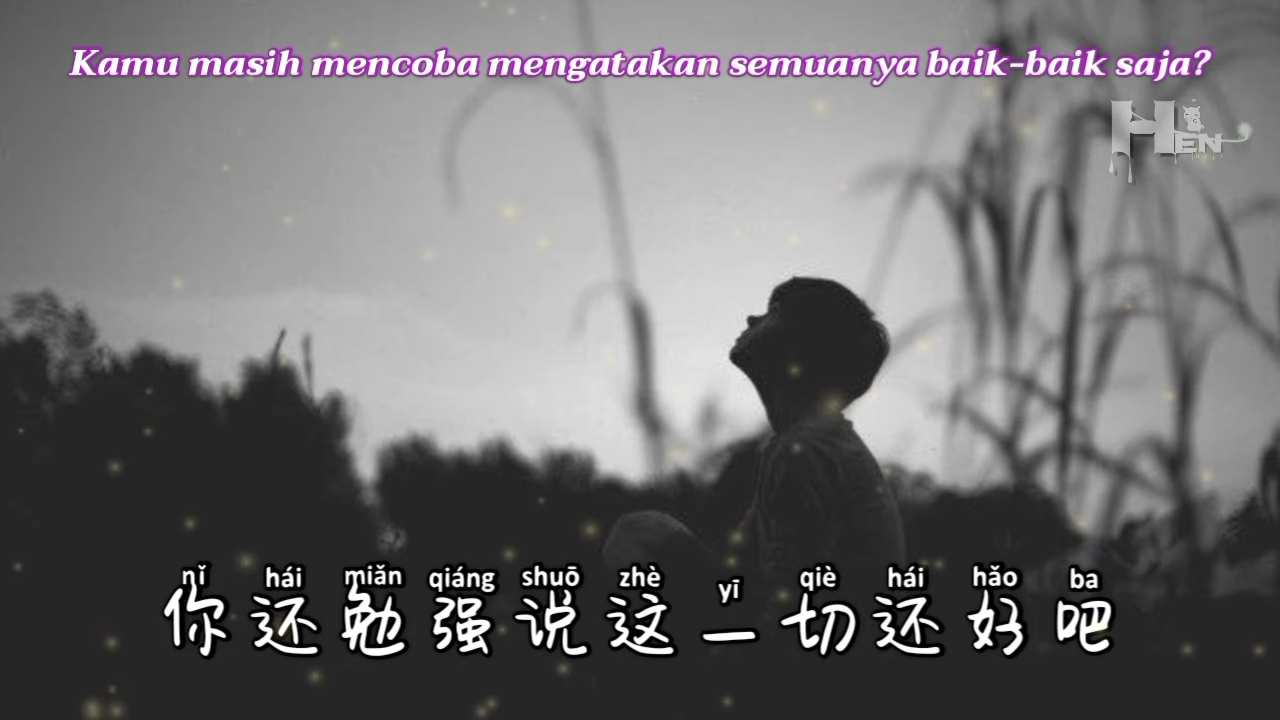 Kamu masih mencoba mengatakan semuanya baik-baik saja?
HEN
nǐ hái miǎn qiáng shuō zhè yī qiè hái hǎo ba
你还勉强说这一切还好吧